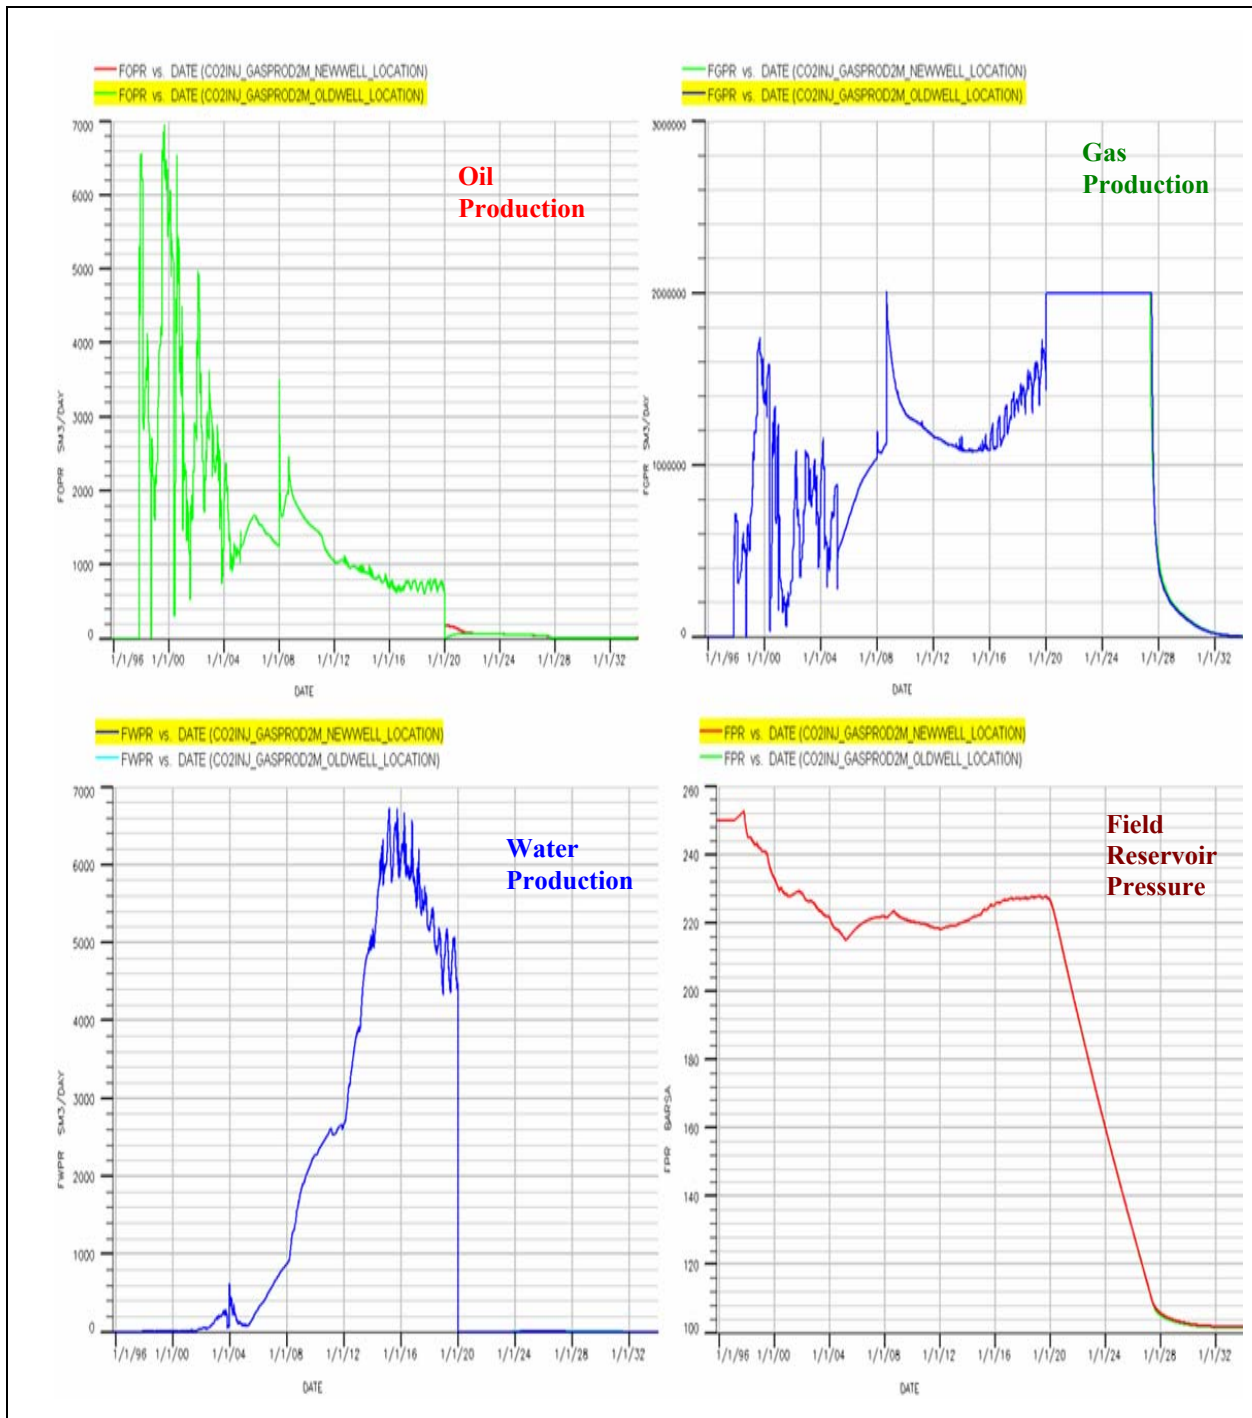 FOPR vs. DATE (CO2INJ_GASPROD2M_NEWWELL_LOCATION)
FOPR vs. DATE (CO2INJ_GASPROD2M_OLDWELL_LOCATION)
7000
6000
5000
4000
3000
2000
1000
0
FOPR SM3/DAY
Oil
Production
1/1/96 1/1/00 1/1/04 1/1/08 1/1/12 1/1/16 1/1/20 1/1/24 1/1/28 1/1/32
DATE
FGPR vs. DATE (CO2INJ_GASPROD2M_NEWWELL_LOCATION)
FGPR vs. DATE (CO2INJ_GASPROD2M_OLDWELL_LOCATION)
3000000
2000000
1000000
0
FGPR SM3/DAY
Gas
Production
1/1/96 1/1/00 1/1/04 1/1/08 1/1/12 1/1/16 1/1/20 1/1/24 1/1/28 1/1/32
DATE
FWPR vs. DATE (CO2INJ_GASPROD2M_NEWWELL_LOCATION)
FWPR vs. DATE (CO2INJ_GASPROD2M_OLDWELL_LOCATION)
7000
6000
5000
4000
3000
2000
1000
0
FWPR SM3/DAY
Water
Production
1/1/96 1/1/00 1/1/04 1/1/08 1/1/12 1/1/16 1/1/20 1/1/24 1/1/28 1/1/32
DATE
FPR vs. DATE (CO2INJ_GASPROD2M_NEWWELL_LOCATION)
FPR vs. DATE (CO2INJ_GASPROD2M_OLDWELL_LOCATION)
260
240
220
200
180
160
140
120
100
FPR BARSA
Field
Reservoir
Pressure
1/1/96 1/1/00 1/1/04 1/1/08 1/1/12 1/1/16 1/1/20 1/1/24 1/1/28 1/1/32
DATE